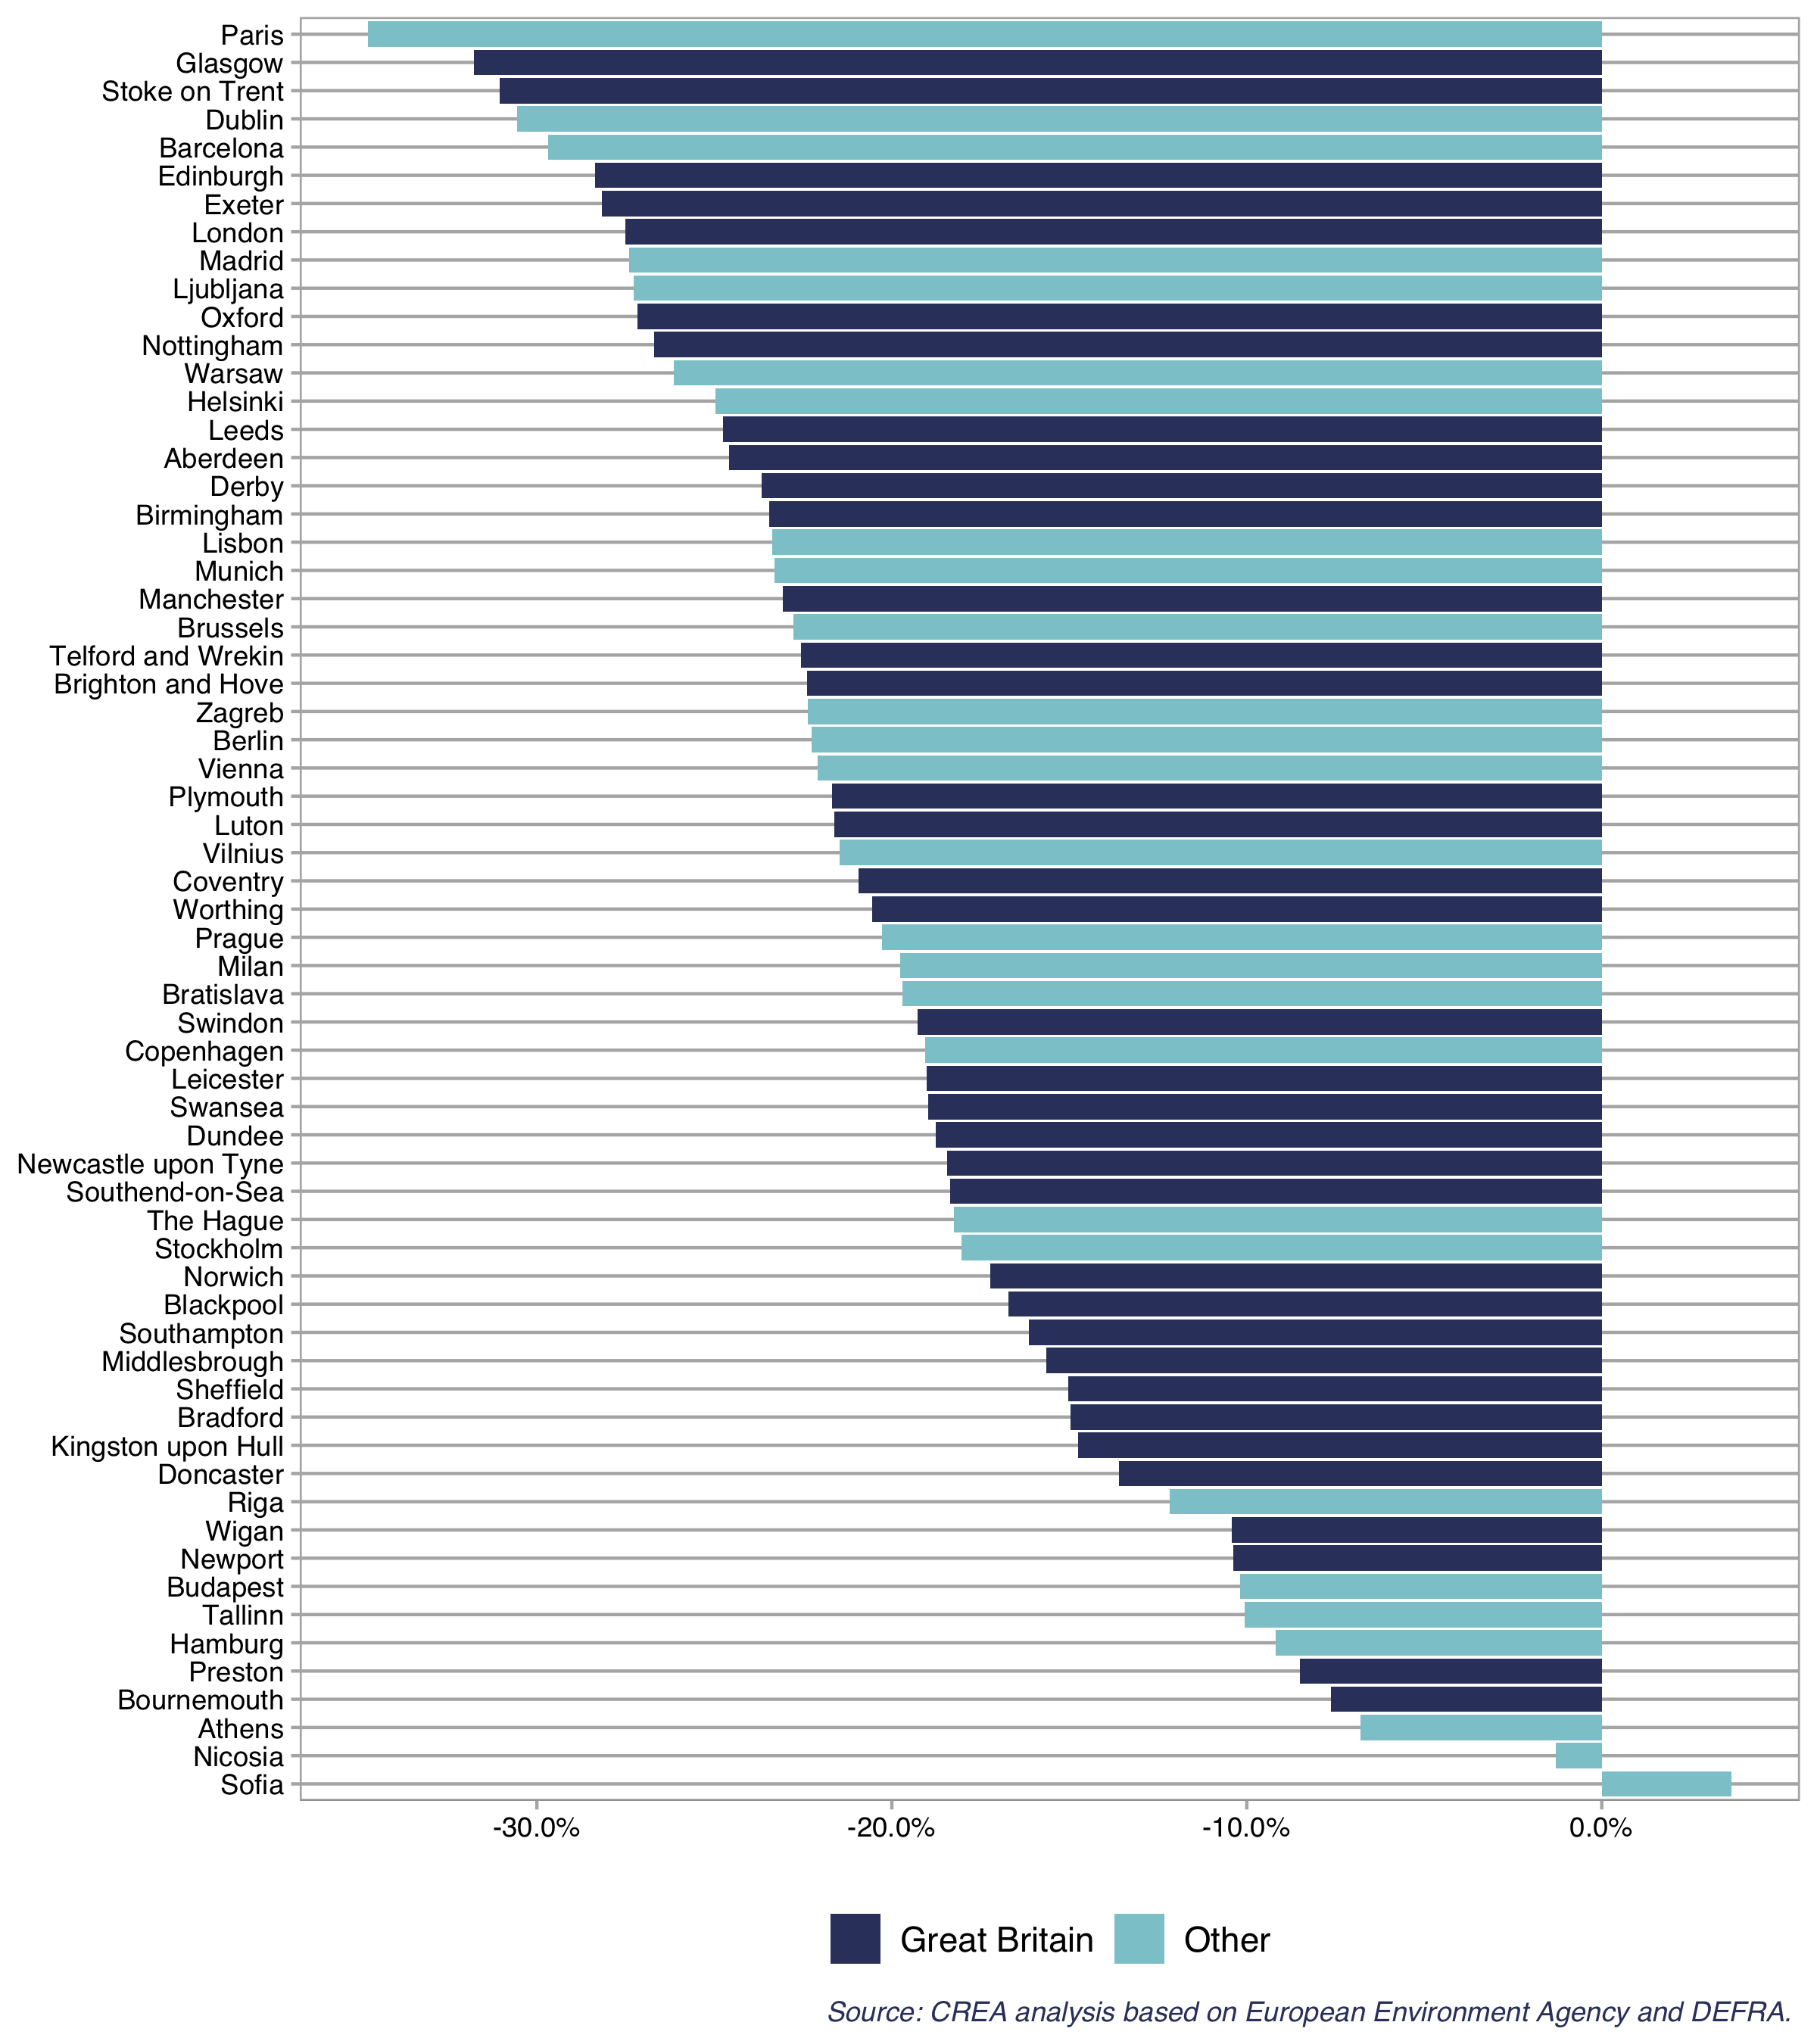 Paris
Glasgow
Stoke on Trent
Dublin
Barcelona
Edinburgh
Exeter
London
Madrid
Ljubljana
Oxford
Nottingham
Warsaw
Helsinki
Leeds
Aberdeen
Derby
Birmingham
Lisbon
Munich
Manchester
Brussels
Telford and Wrekin
Brighton and Hove
Zagreb
Berlin
Vienna
Plymouth
Luton
Vilnius
Coventry
Worthing
Prague
Milan
Bratislava
Swindon
Copenhagen
Leicester
Swansea
Dundee
Newcastle upon Tyne
Southend-on-Sea
The Hague
Stockholm
Norwich
Blackpool
Southampton
Middlesbrough
Sheffield
Bradford
Kingston upon Hull
Doncaster
Riga
Wigan
Newport
Budapest
Tallinn
Hamburg
Preston
Bournemouth
Athens
Nicosia
Sofia
-30.0% -20.0% -10.0% 0.0%
Great Britain Other
Source: CREA analysis based on European Environment Agency and DEFRA.